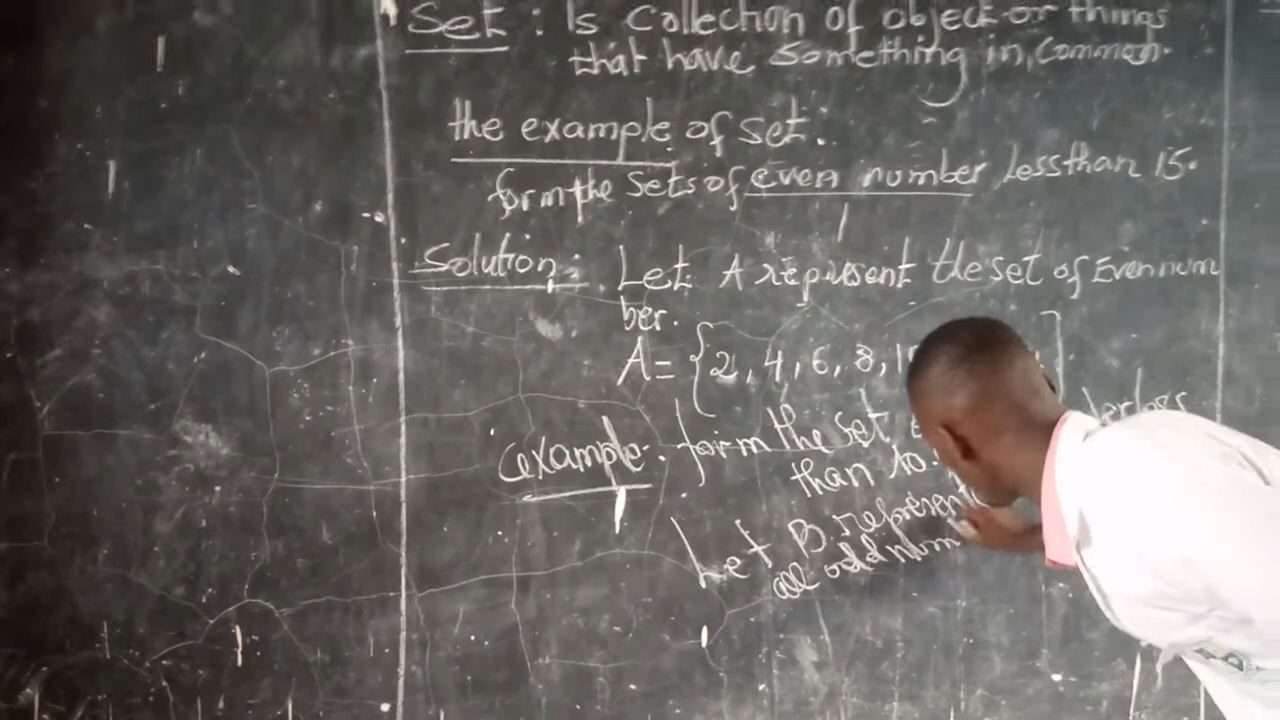 Set : Is Collection of object or things
that have something in Common.
the example of set:
form the Sets of even number Less than 15.
Solution: Let A represent the set of Even num
ber.
A = {2, 4, 6, 8, 1
example: form the set
than 10.
Let B represent
all odd num